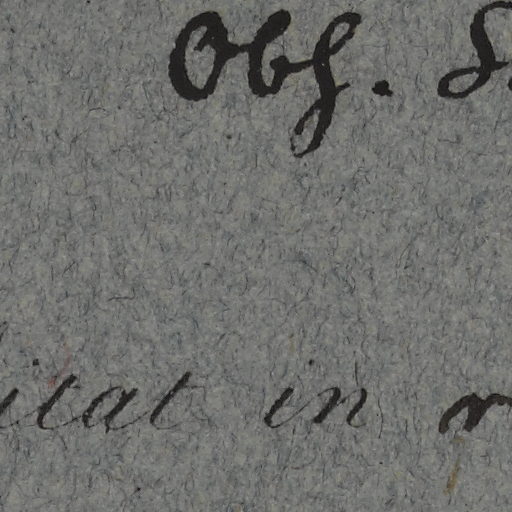 Obs. S.
itat in